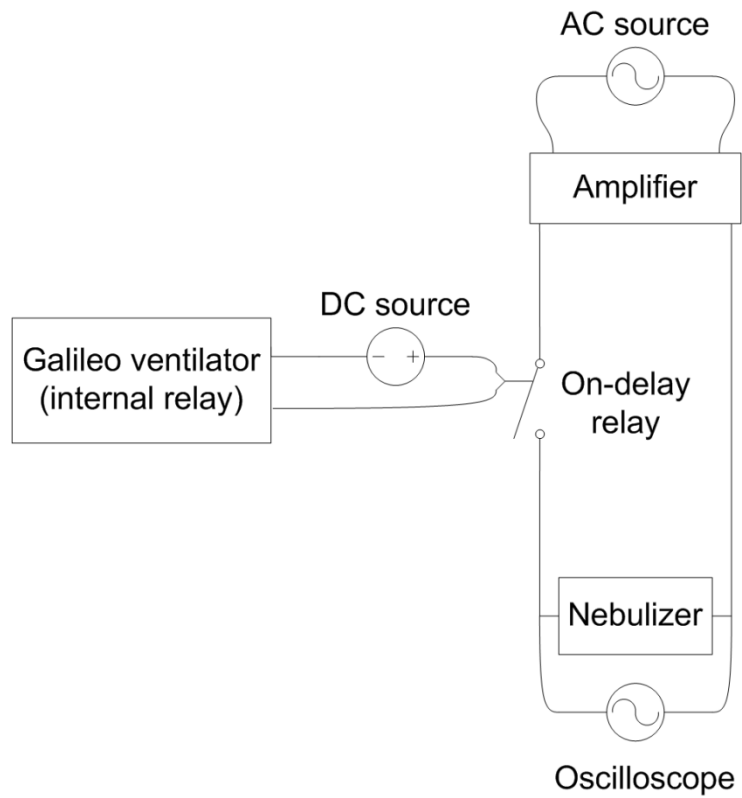 AC source
Amplifier
DC source
− +
Galileo ventilator
(internal relay)
On-delay
relay
Nebulizer
Oscilloscope